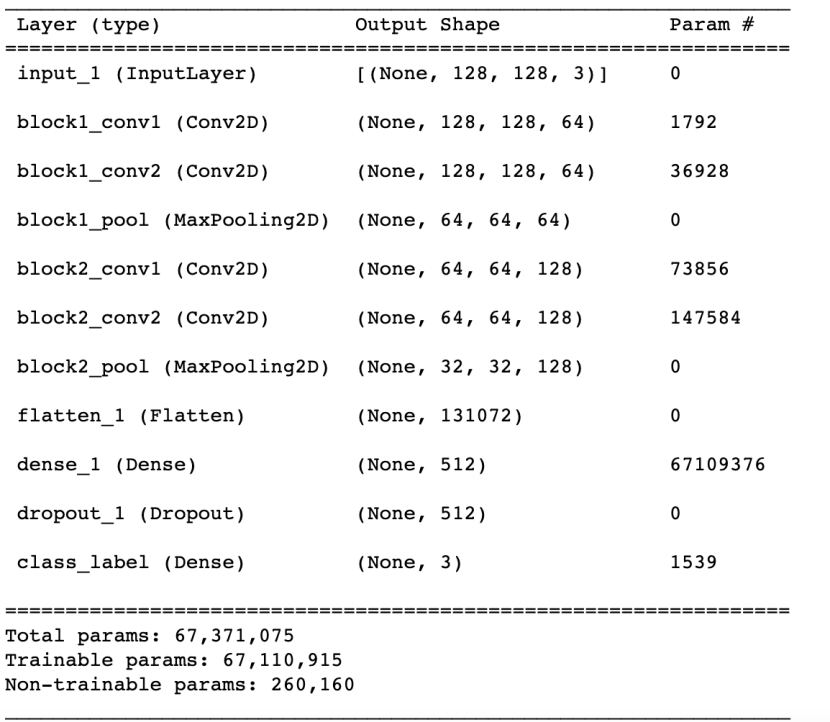 Layer (type) Output Shape Param #
input_1 (InputLayer) [(None, 128, 128, 3)] 0
block1_conv1 (Conv2D) (None, 128, 128, 64) 1792
block1_conv2 (Conv2D) (None, 128, 128, 64) 36928
block1_pool (MaxPooling2D) (None, 64, 64, 64) 0
block2_conv1 (Conv2D) (None, 64, 64, 128) 73856
block2_conv2 (Conv2D) (None, 64, 64, 128) 147584
block2_pool (MaxPooling2D) (None, 32, 32, 128) 0
flatten_1 (Flatten) (None, 131072) 0
dense_1 (Dense) (None, 512) 67109376
dropout_1 (Dropout) (None, 512) 0
class_label (Dense) (None, 3) 1539
Total params: 67,371,075
Trainable params: 67,110,915
Non-trainable params: 260,160